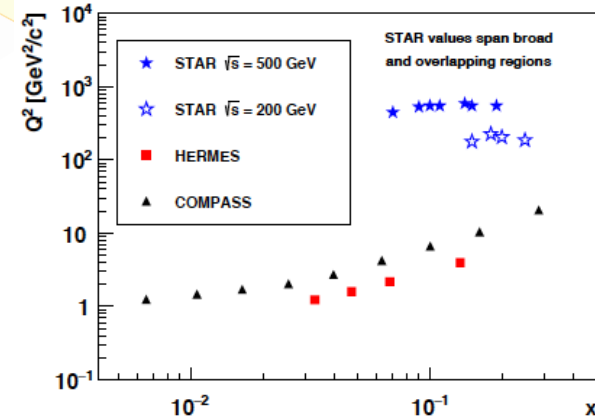 Q² [GeV²/c²]
10⁴
10³
10²
10
1
10⁻¹
STAR √s = 500 GeV
STAR √s = 200 GeV
HERMES
COMPASS
STAR values span broad
and overlapping regions
10⁻²
10⁻¹
x